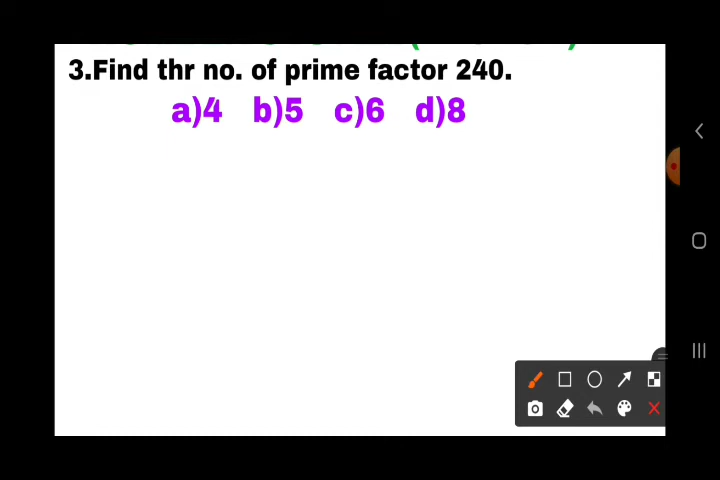 3.Find thr no. of prime factor 240.
a)4 b)5 c)6 d)8